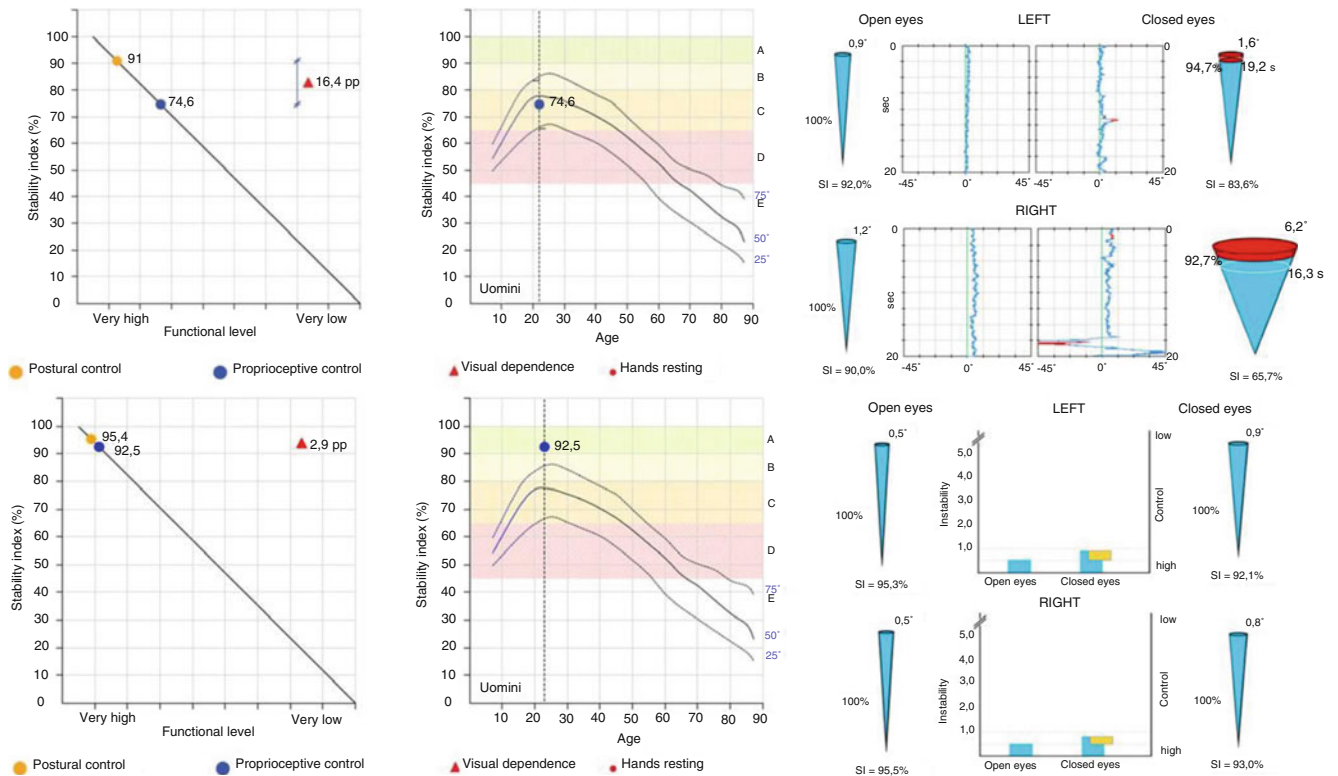 Stability index (%)
100
90
80
70
60
50
40
30
20
10
0
91
74,6
16,4 pp
Very high
Very low
Functional level
Stability index (%)
100
90
80
70
60
50
40
30
20
10
0
74,6
A
B
C
D
75°
E
50°
25°
Uomini
10 20 30 40 50 60 70 80 90
Age
Open eyes LEFT Closed eyes
0,9°
100%
SI = 92,0%
0
sec
20
-45° 0° 45°
0
20
-45° 0° 45°
1,6°
94,7% 19,2 s
SI = 83,6%
RIGHT
1,2°
100%
SI = 90,0%
0
sec
20
-45° 0° 45°
0
20
-45° 0° 45°
6,2°
92,7%
16,3 s
SI = 65,7%
Postural control Proprioceptive control Visual dependence Hands resting
Stability index (%)
100
90
80
70
60
50
40
30
20
10
0
95,4
92,5
2,9 pp
Very high
Very low
Functional level
Stability index (%)
100
90
80
70
60
50
40
30
20
10
0
92,5
A
B
C
D
75°
E
50°
25°
Uomini
10 20 30 40 50 60 70 80 90
Age
Open eyes LEFT Closed eyes
0,5°
100%
SI = 95,3%
Instability
5,0
4,0
3,0
2,0
1,0
Open eyes Closed eyes
low
Control
high
0,9°
100%
SI = 92,1%
RIGHT
0,5°
100%
SI = 95,5%
Instability
5,0
4,0
3,0
2,0
1,0
Open eyes Closed eyes
low
Control
high
0,8°
100%
SI = 93,0%
Postural control Proprioceptive control Visual dependence Hands resting